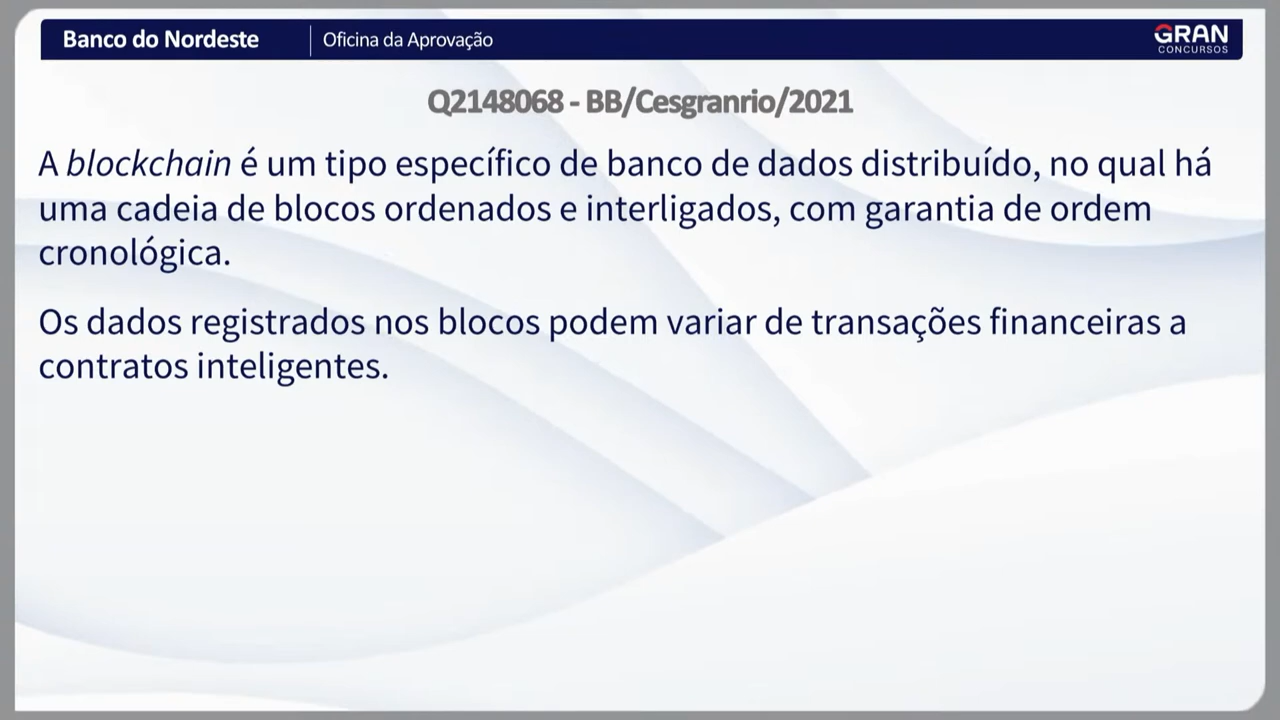 Banco do Nordeste
Oficina da Aprovação
GRAN
CONCURSOS
Q2148068 - BB/Cesgranrio/2021
A blockchain é um tipo específico de banco de dados distribuído, no qual há
uma cadeia de blocos ordenados e interligados, com garantia de ordem
cronológica.
Os dados registrados nos blocos podem variar de transações financeiras a
contratos inteligentes.